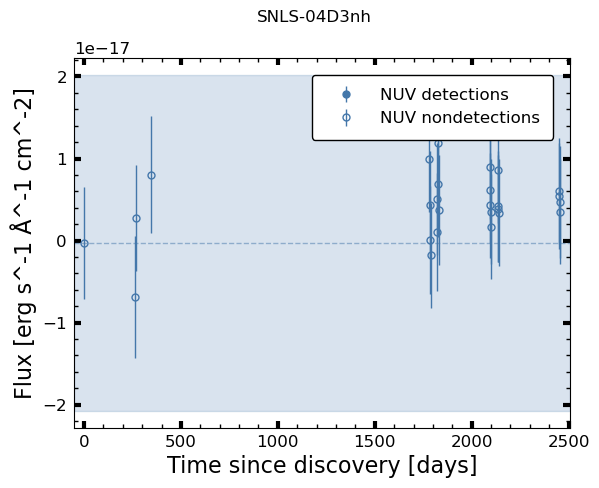 SNLS-04D3nh
1e−17
NUV detections
NUV nondetections
2
1
0
−1
−2
Flux [erg s^-1 Å^-1 cm^-2]
0
500
1000
1500
2000
2500
Time since discovery [days]